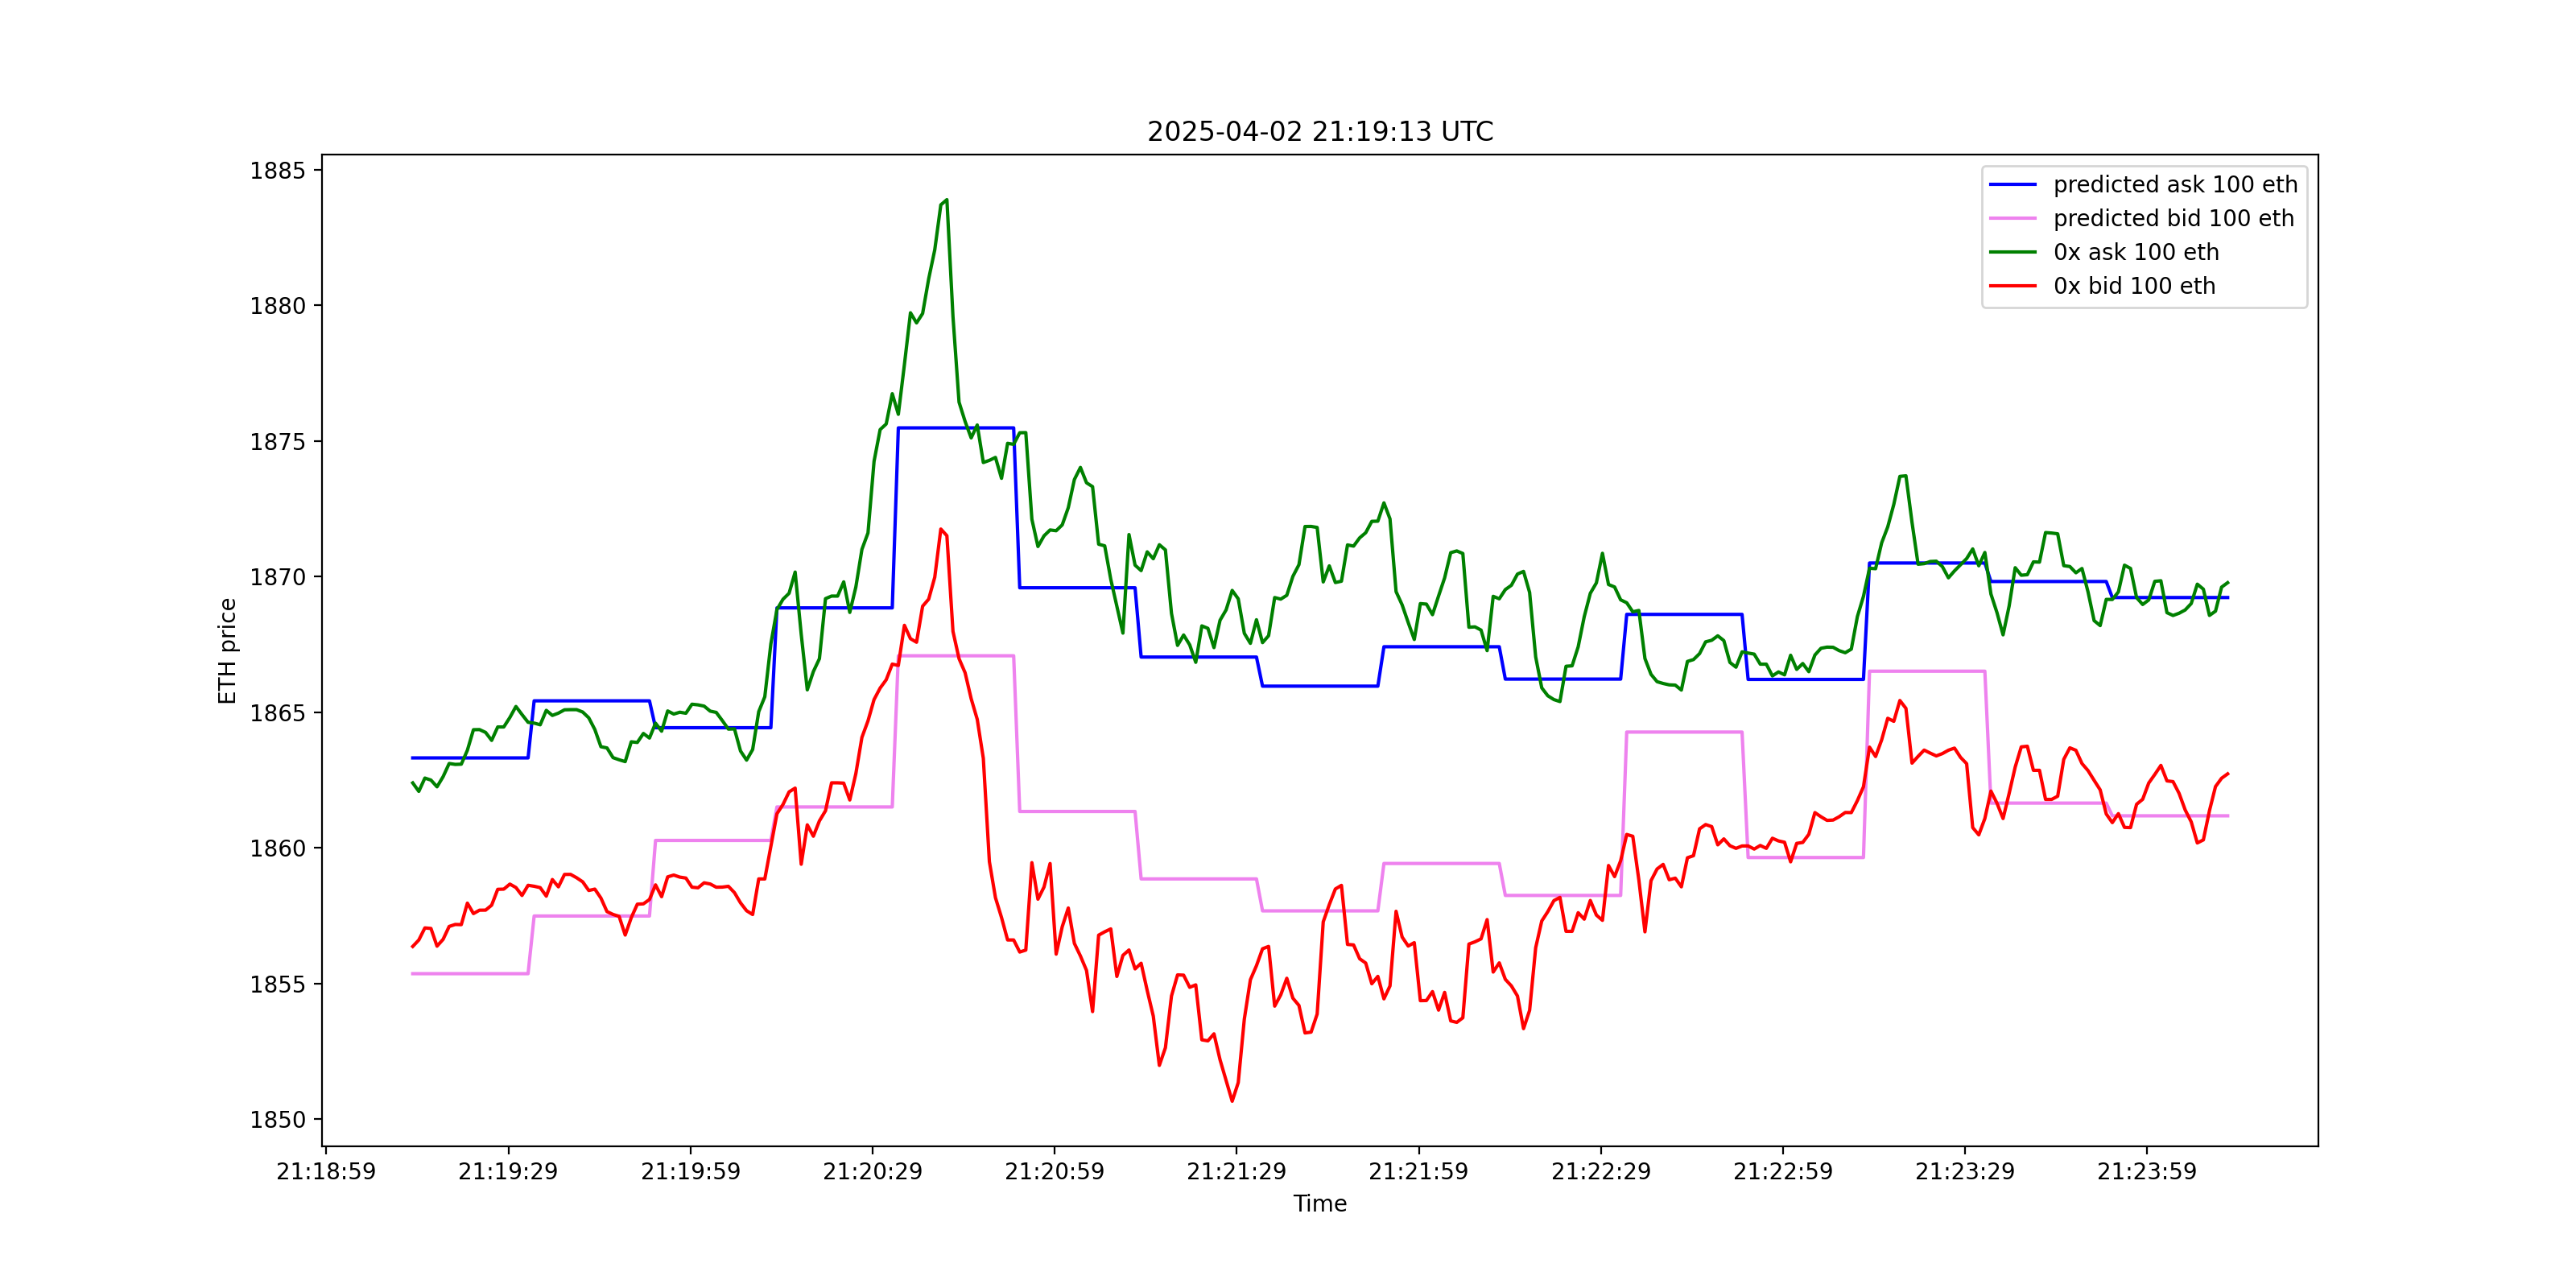 2025-04-02 21:19:13 UTC
predicted ask 100 eth
predicted bid 100 eth
0x ask 100 eth
0x bid 100 eth
ETH price
1885
1880
1875
1870
1865
1860
1855
1850
21:18:59 21:19:29 21:19:59 21:20:29 21:20:59 21:21:29 21:21:59 21:22:29 21:22:59 21:23:29 21:23:59
Time